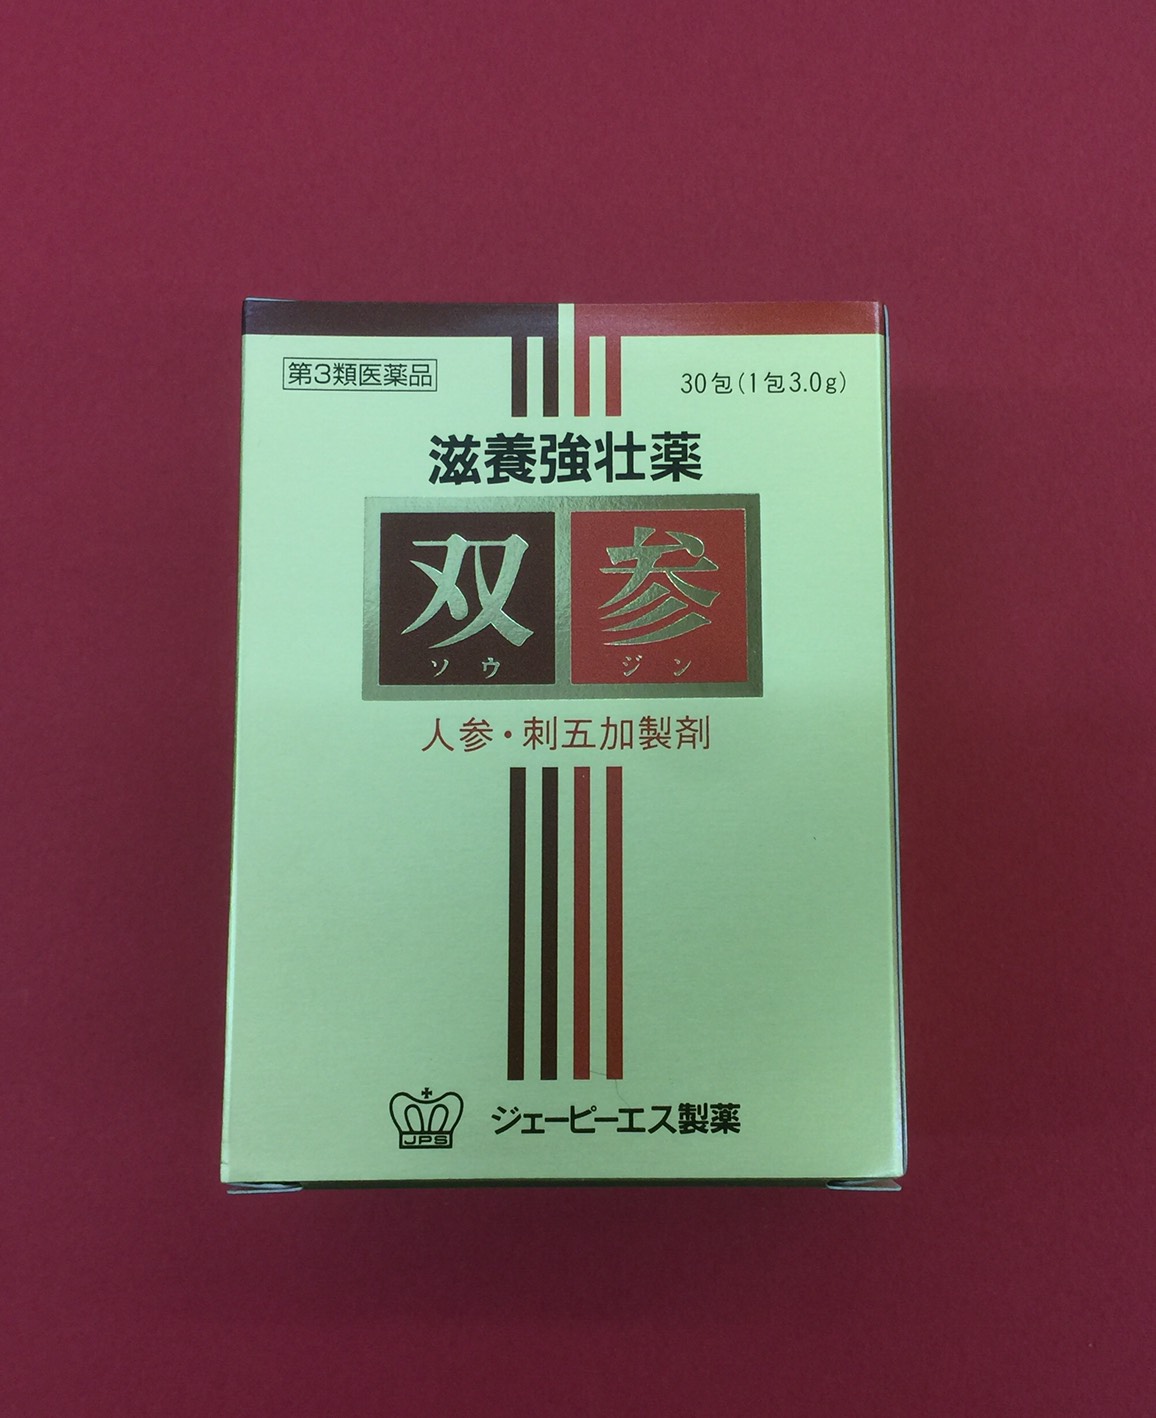 第3類医薬品
30包(1包3.0g)
滋養強壮薬
双参
ソウ ジン
人参・刺五加製剤
JPS
ジェーピーエス製薬